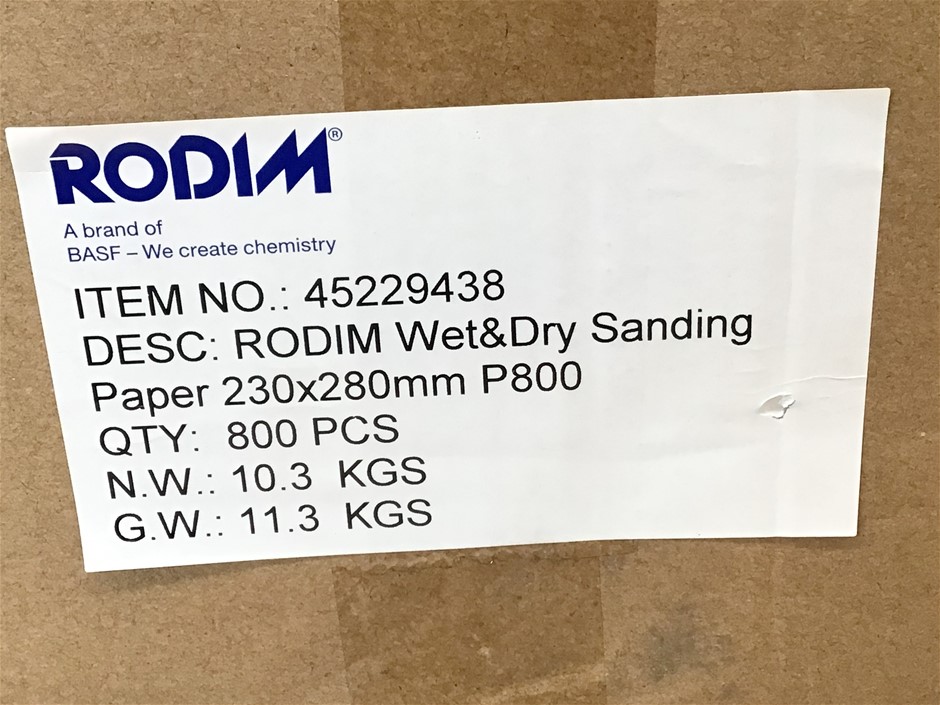 RODIM®
A brand of
BASF – We create chemistry
ITEM NO.: 45229438
DESC: RODIM Wet&Dry Sanding
Paper 230x280mm P800
QTY: 800 PCS
N.W.: 10.3 KGS
G.W.: 11.3 KGS